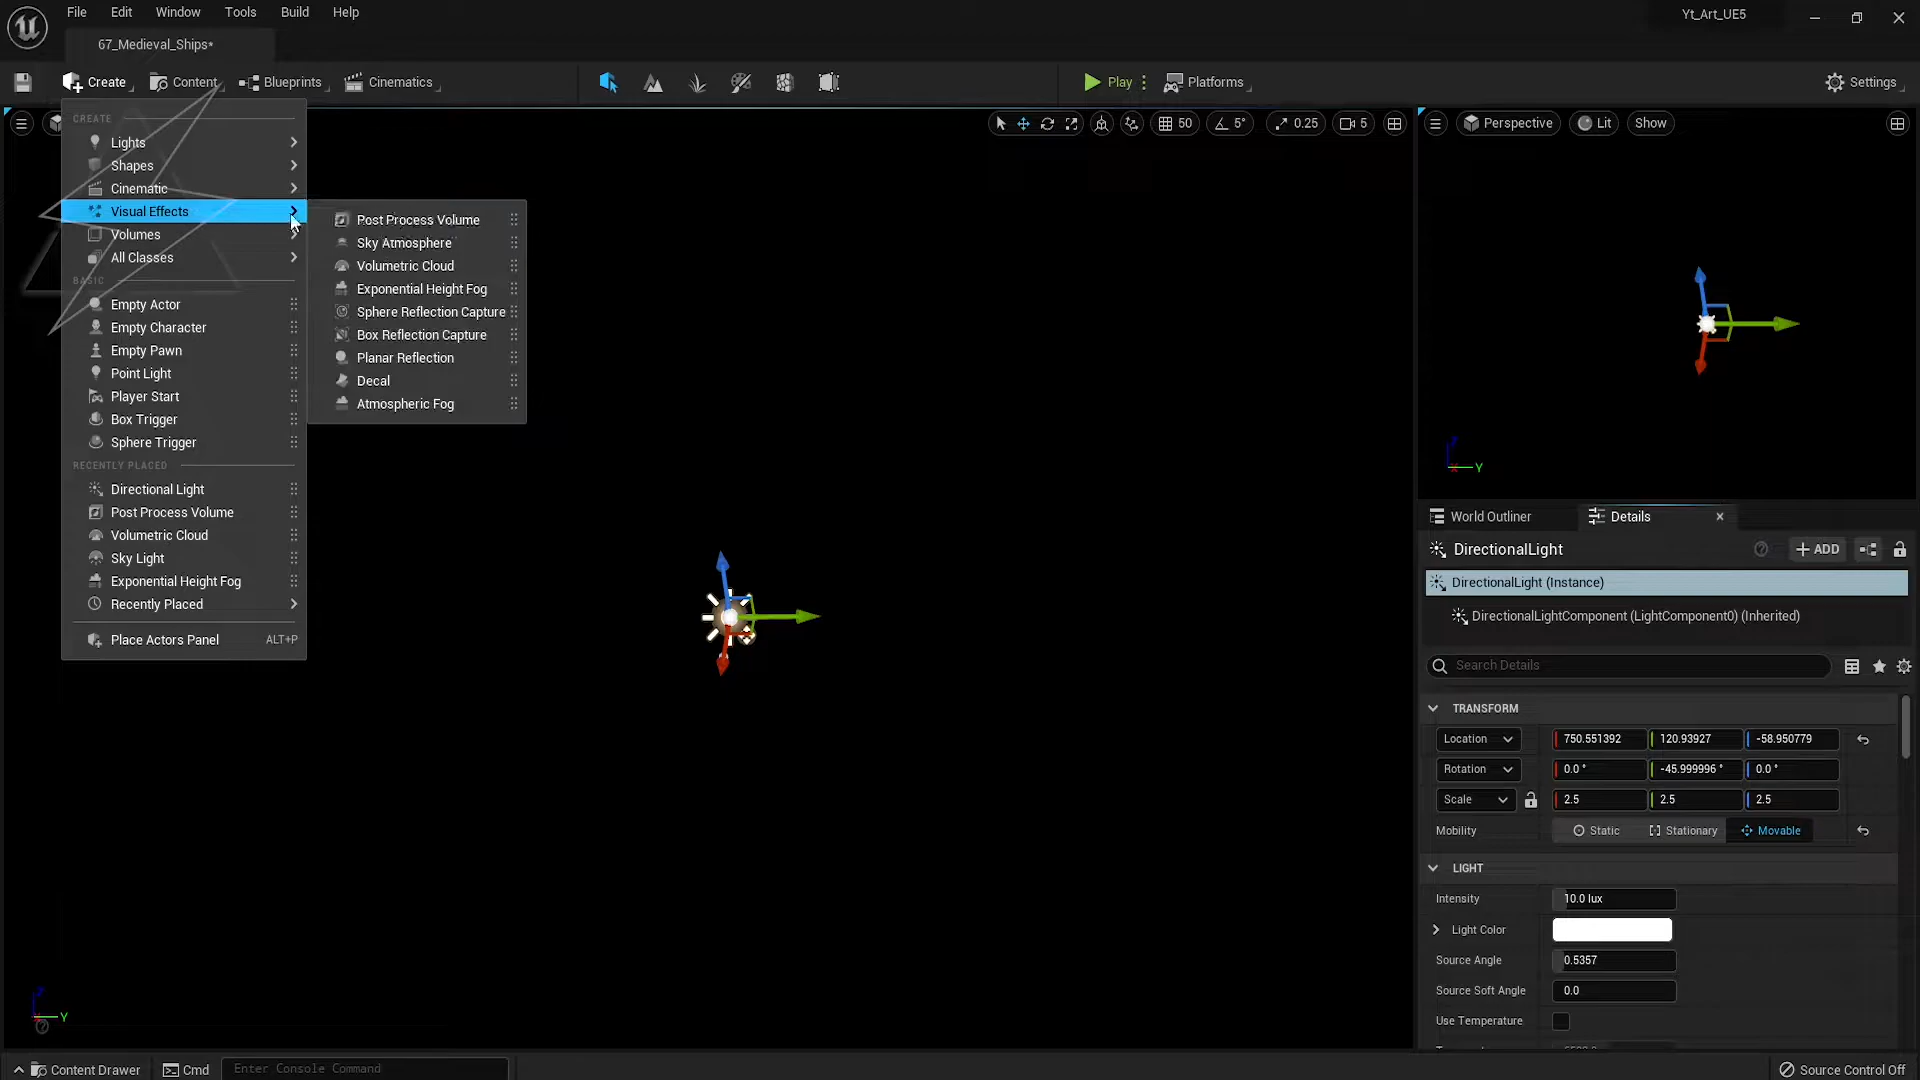 File Edit Window Tools Build Help
Yt_Art_UE5
67_Medieval_Ships*
Create Content Blueprints Cinematics Play Platforms Settings
50 5° 0.25 5
Perspective Lit Show
CREATE
Lights
Shapes
Cinematic
Visual Effects
Volumes
All Classes
BASIC
Empty Actor
Empty Character
Empty Pawn
Point Light
Player Start
Box Trigger
Sphere Trigger
RECENTLY PLACED
Directional Light
Post Process Volume
Volumetric Cloud
Sky Light
Exponential Height Fog
Recently Placed
Place Actors Panel ALT+P
Post Process Volume
Sky Atmosphere
Volumetric Cloud
Exponential Height Fog
Sphere Reflection Capture
Box Reflection Capture
Planar Reflection
Decal
Atmospheric Fog
Y
World Outliner Details
DirectionalLight ADD
DirectionalLight (Instance)
DirectionalLightComponent (LightComponent0) (Inherited)
Search Details
TRANSFORM
Location 750.551392 120.93927 -58.950779
Rotation 0.0 ° -45.999996 ° 0.0 °
Scale 2.5 2.5 2.5
Mobility Static Stationary Movable
LIGHT
Intensity 10.0 lux
Light Color
Source Angle 0.5357
Source Soft Angle 0.0
Use Temperature
Y
Content Drawer Cmd Enter Console Command Source Control Off